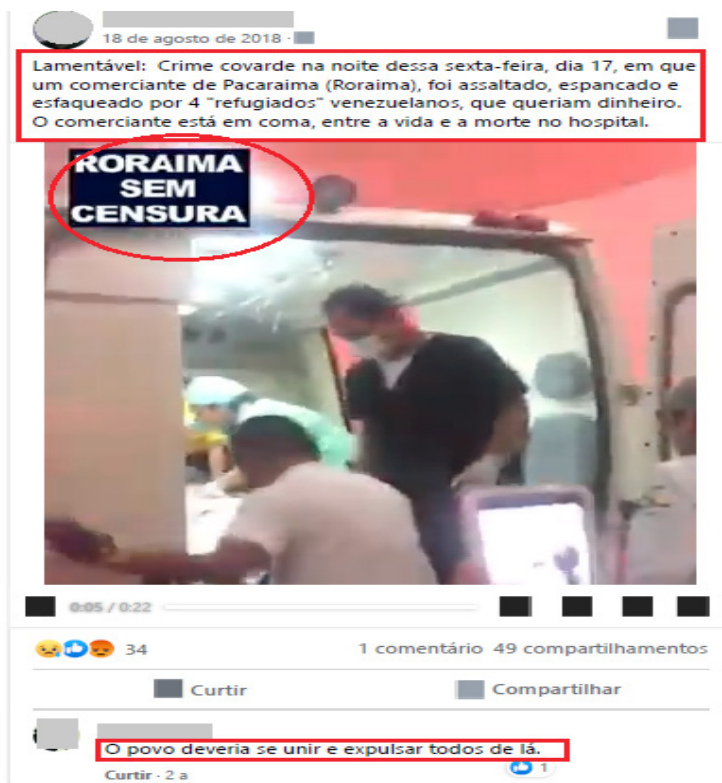 18 de agosto de 2018 ·
Lamentável: Crime covarde na noite dessa sexta-feira, dia 17, em que
um comerciante de Pacaraima (Roraima), foi assaltado, espancado e
esfaqueado por 4 "refugiados" venezuelanos, que queriam dinheiro.
O comerciante está em coma, entre a vida e a morte no hospital.
RORAIMA
SEM
CENSURA
0:05 / 0:22
34
1 comentário 49 compartilhamentos
Curtir
Compartilhar
O povo deveria se unir e expulsar todos de lá.
Curtir · 2 a
1